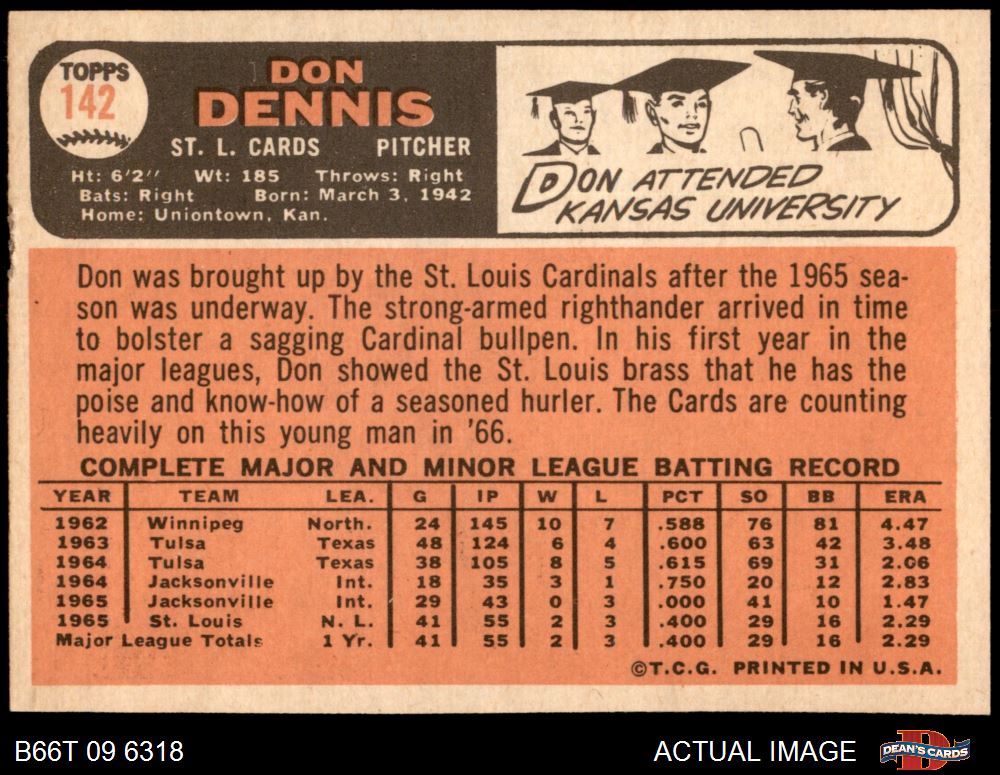 TOPPS
142
DON
DENNIS
ST. L. CARDS PITCHER
Ht: 6'2" Wt: 185 Throws: Right
Bats: Right Born: March 3, 1942
Home: Uniontown, Kan.
DON ATTENDED
KANSAS UNIVERSITY
Don was brought up by the St. Louis Cardinals after the 1965 sea-
son was underway. The strong-armed righthander arrived in time
to bolster a sagging Cardinal bullpen. In his first year in the
major leagues, Don showed the St. Louis brass that he has the
poise and know-how of a seasoned hurler. The Cards are counting
heavily on this young man in '66.
COMPLETE MAJOR AND MINOR LEAGUE BATTING RECORD
YEAR TEAM LEA. G IP W L PCT SO BB ERA
1962 Winnipeg North. 24 145 10 7 .588 76 81 4.47
1963 Tulsa Texas 48 124 6 4 .600 63 42 3.48
1964 Tulsa Texas 38 105 8 5 .615 69 31 2.06
1964 Jacksonville Int. 18 35 3 1 .750 20 12 2.83
1965 Jacksonville Int. 29 43 0 3 .000 41 10 1.47
1965 St. Louis N. L. 41 55 2 3 .400 29 16 2.29
Major League Totals 1 Yr. 41 55 2 3 .400 29 16 2.29
©T.C.G. PRINTED IN U.S.A.
B66T 09 6318 ACTUAL IMAGE DEAN'S CARDS